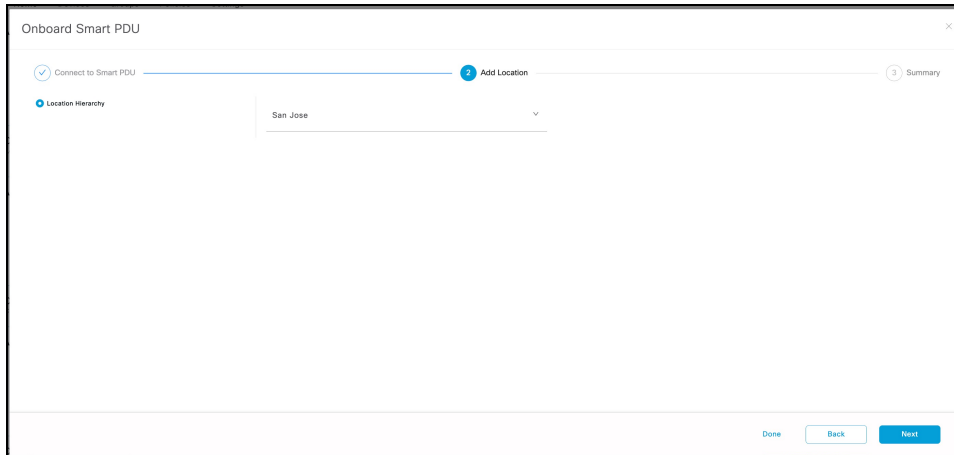 Onboard Smart PDU
Connect to Smart PDU
2 Add Location
3 Summary
Location Hierarchy
San Jose
Done Back Next